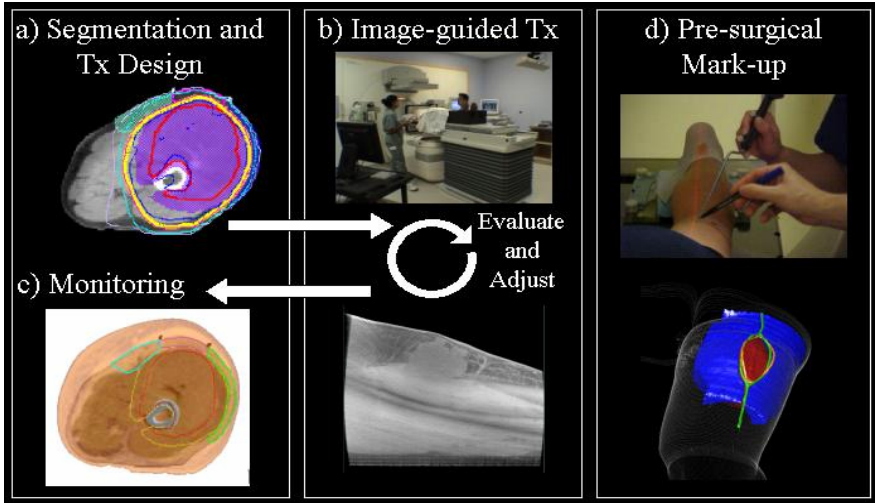 a) Segmentation and
Tx Design
b) Image-guided Tx
Evaluate
and
Adjust
c) Monitoring
d) Pre-surgical
Mark-up